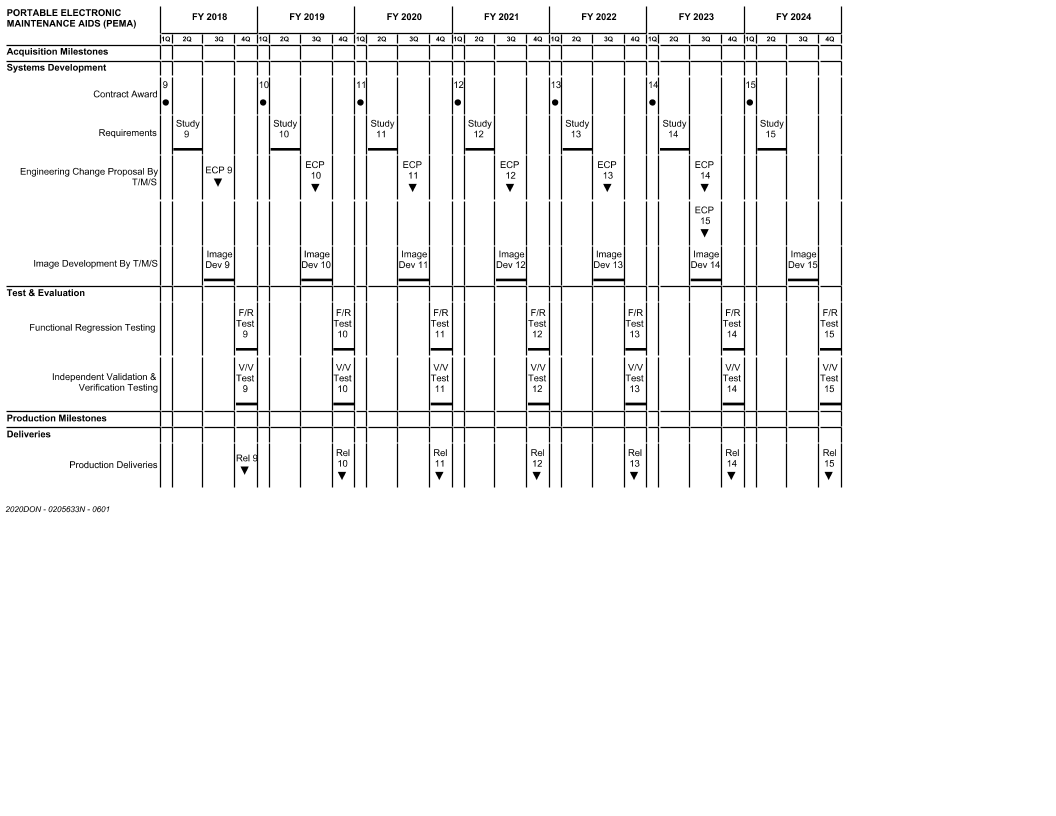 PORTABLE ELECTRONIC
MAINTENANCE AIDS (PEMA)
FY 2018 FY 2019 FY 2020 FY 2021 FY 2022 FY 2023 FY 2024
1Q 2Q 3Q 4Q 1Q 2Q 3Q 4Q 1Q 2Q 3Q 4Q 1Q 2Q 3Q 4Q 1Q 2Q 3Q 4Q 1Q 2Q 3Q 4Q 1Q 2Q 3Q 4Q
Acquisition Milestones
Systems Development
9 10 11 12 13 14 15
Contract Award
Study Study Study Study Study Study Study
9 10 11 12 13 14 15
Requirements
ECP 9 ECP ECP ECP ECP ECP
10 11 12 13 14
Engineering Change Proposal By
T/M/S
ECP
15
Image Image Image Image Image Image Image
Dev 9 Dev 10 Dev 11 Dev 12 Dev 13 Dev 14 Dev 15
Image Development By T/M/S
Test & Evaluation
F/R F/R F/R F/R F/R F/R F/R
Test Test Test Test Test Test Test
9 10 11 12 13 14 15
Functional Regression Testing
V/V V/V V/V V/V V/V V/V V/V
Test Test Test Test Test Test Test
9 10 11 12 13 14 15
Independent Validation &
Verification Testing
Production Milestones
Deliveries
Rel 9 Rel Rel Rel Rel Rel Rel
10 11 12 13 14 15
Production Deliveries
2020DON - 0205633N - 0601